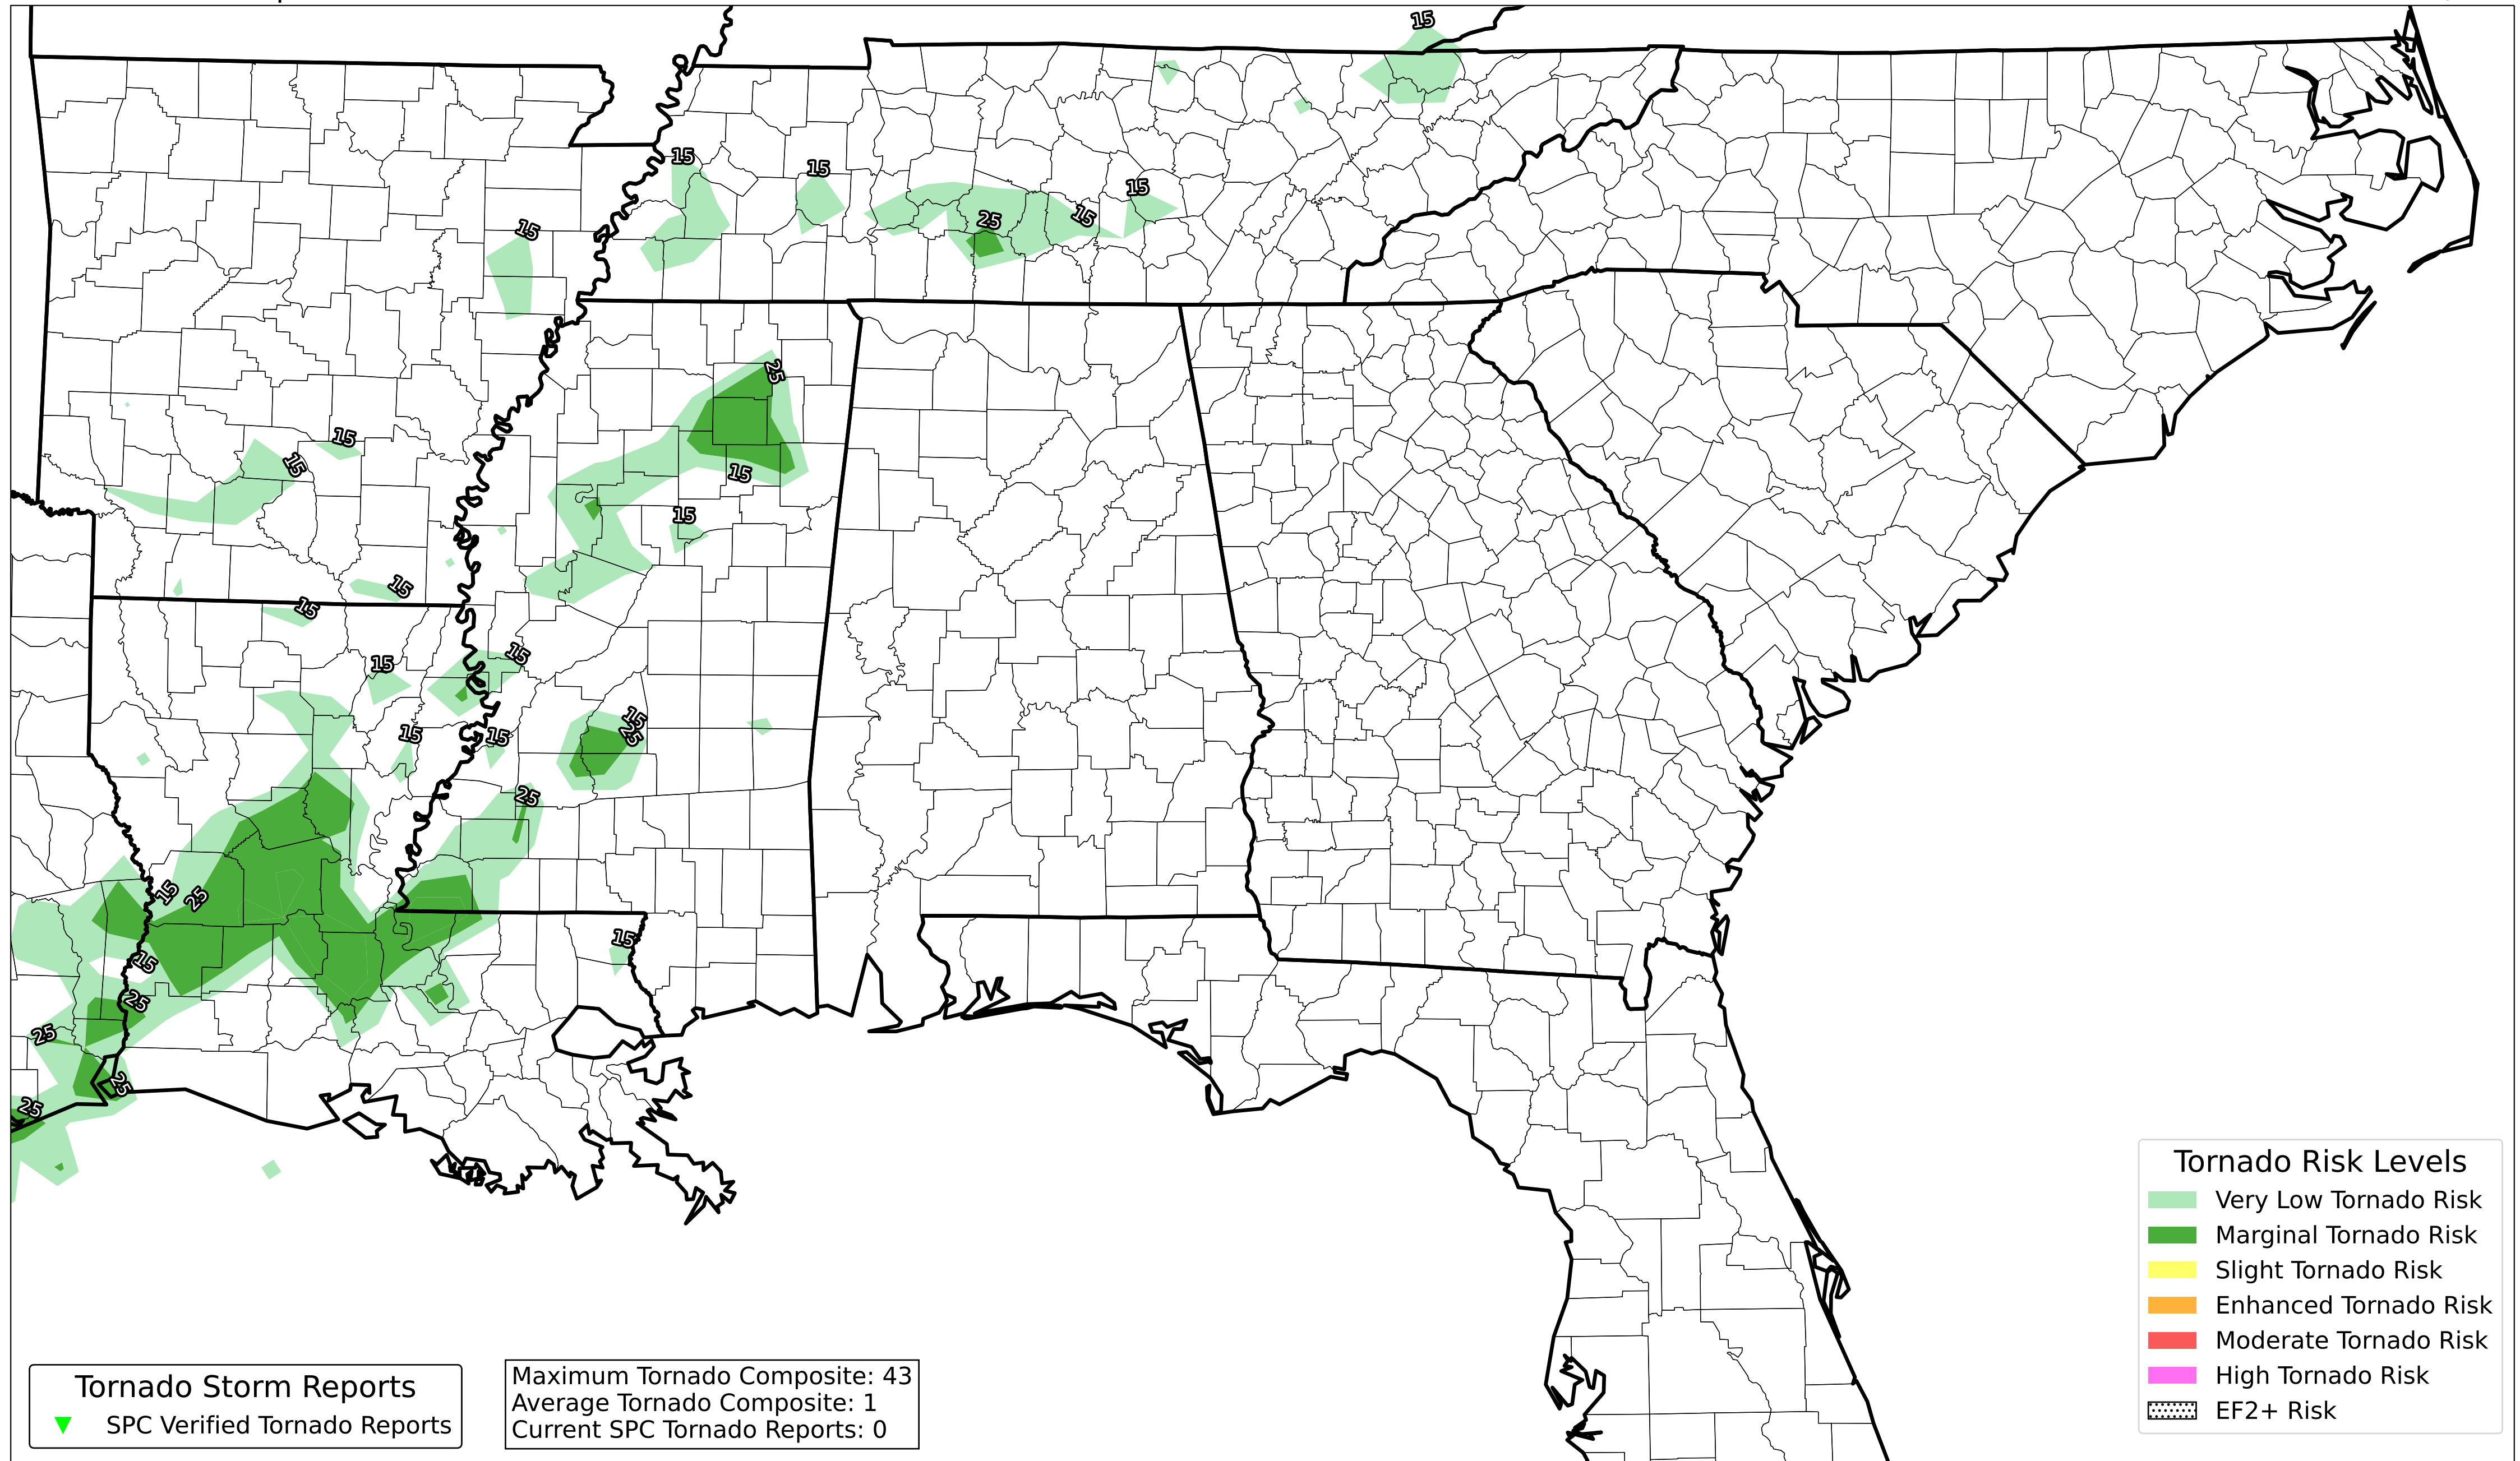 15
15
15
15
25
15
15
25
15
15
15
15
15
15
15
15
15
15
15
25
25
15
25
15
15
25
25
25
25
Tornado Risk Levels
Very Low Tornado Risk
Marginal Tornado Risk
Slight Tornado Risk
Enhanced Tornado Risk
Moderate Tornado Risk
High Tornado Risk
EF2+ Risk
Tornado Storm Reports
SPC Verified Tornado Reports
Maximum Tornado Composite: 43
Average Tornado Composite: 1
Current SPC Tornado Reports: 0